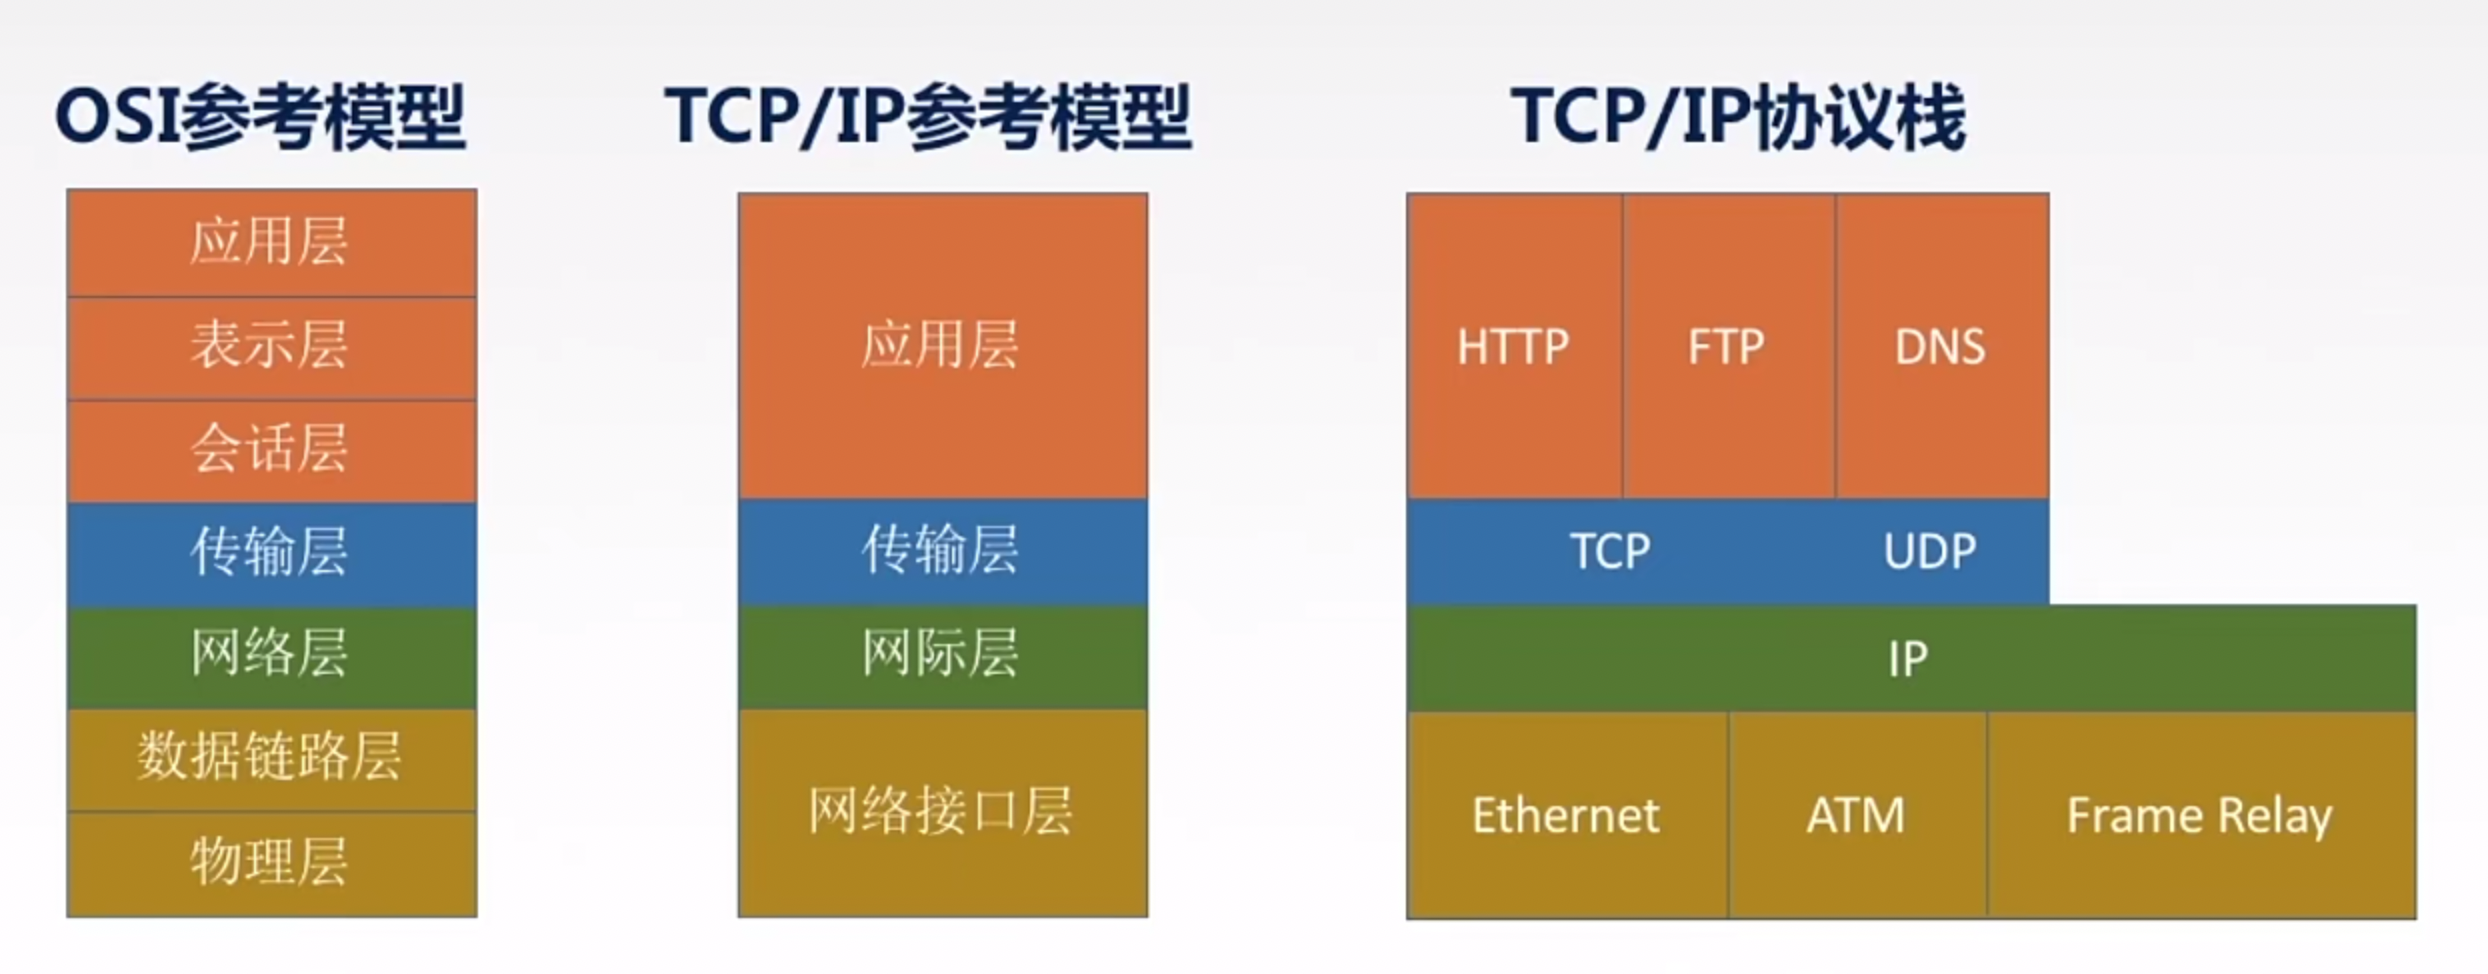 OSI参考模型
应用层
表示层
会话层
传输层
网络层
数据链路层
物理层
TCP/IP参考模型
应用层
传输层
网际层
网络接口层
TCP/IP协议栈
HTTP FTP DNS
TCP UDP
IP
Ethernet ATM Frame Relay